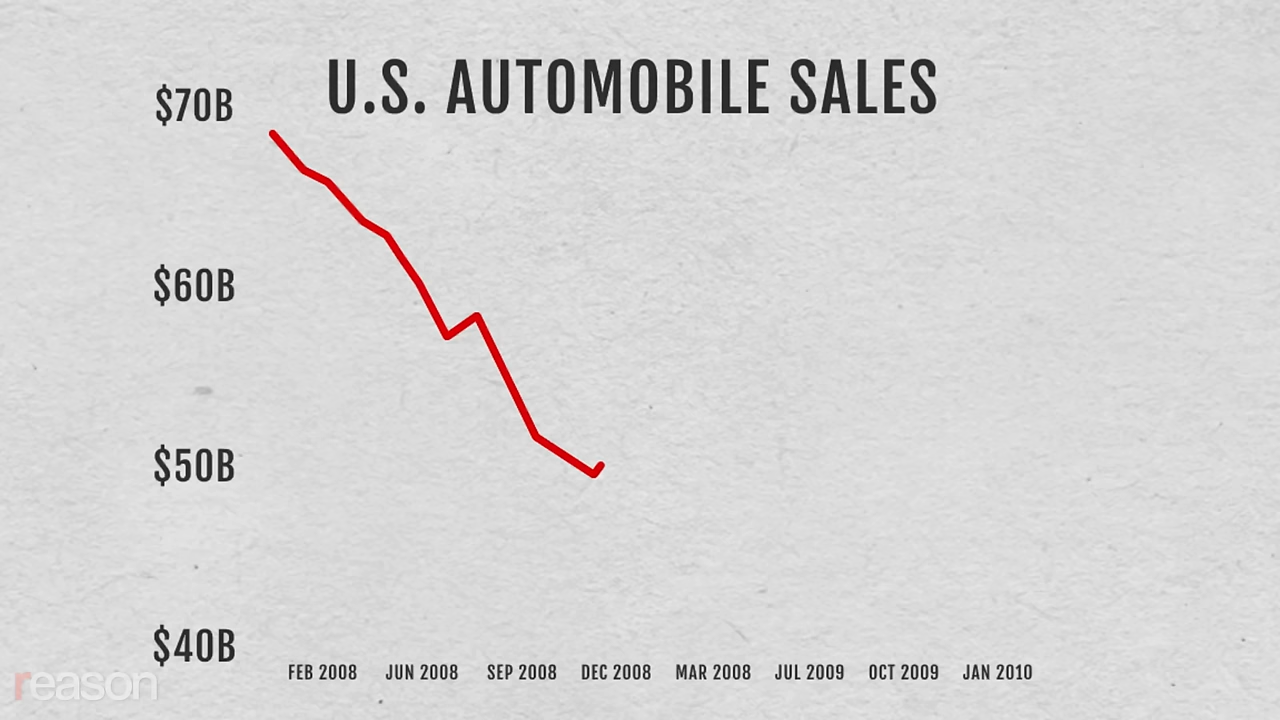 U.S. AUTOMOBILE SALES
$70B
$60B
$50B
$40B
FEB 2008 JUN 2008 SEP 2008 DEC 2008 MAR 2008 JUL 2009 OCT 2009 JAN 2010
reason